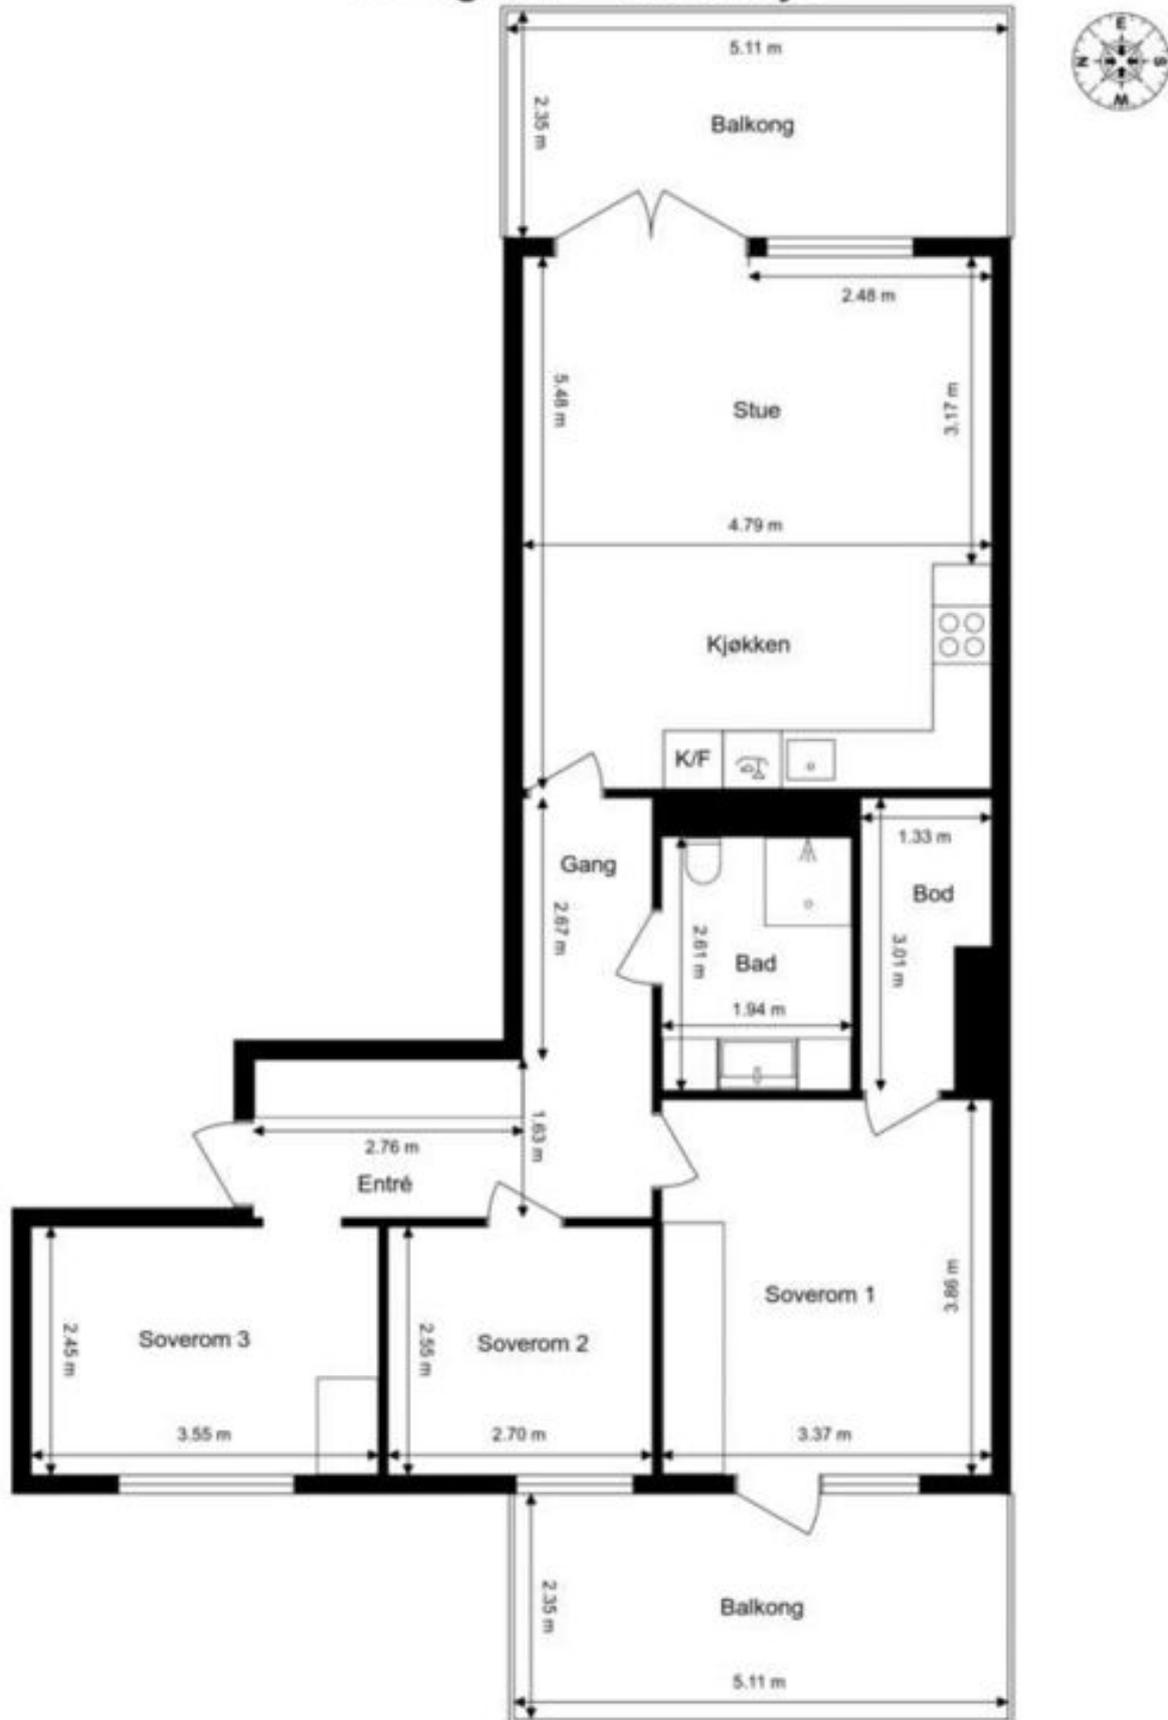 E
N
S
W
5.11 m
2.35 m
Balkong
2.48 m
5.48 m
Stue
3.17 m
4.79 m
Kjøkken
K/F
1.33 m
Gang
Bod
2.67 m
2.61 m
3.01 m
Bad
1.94 m
1.63 m
2.76 m
Entré
Soverom 1
3.86 m
Soverom 3
Soverom 2
2.45 m
2.55 m
3.55 m
2.70 m
3.37 m
2.35 m
Balkong
5.11 m